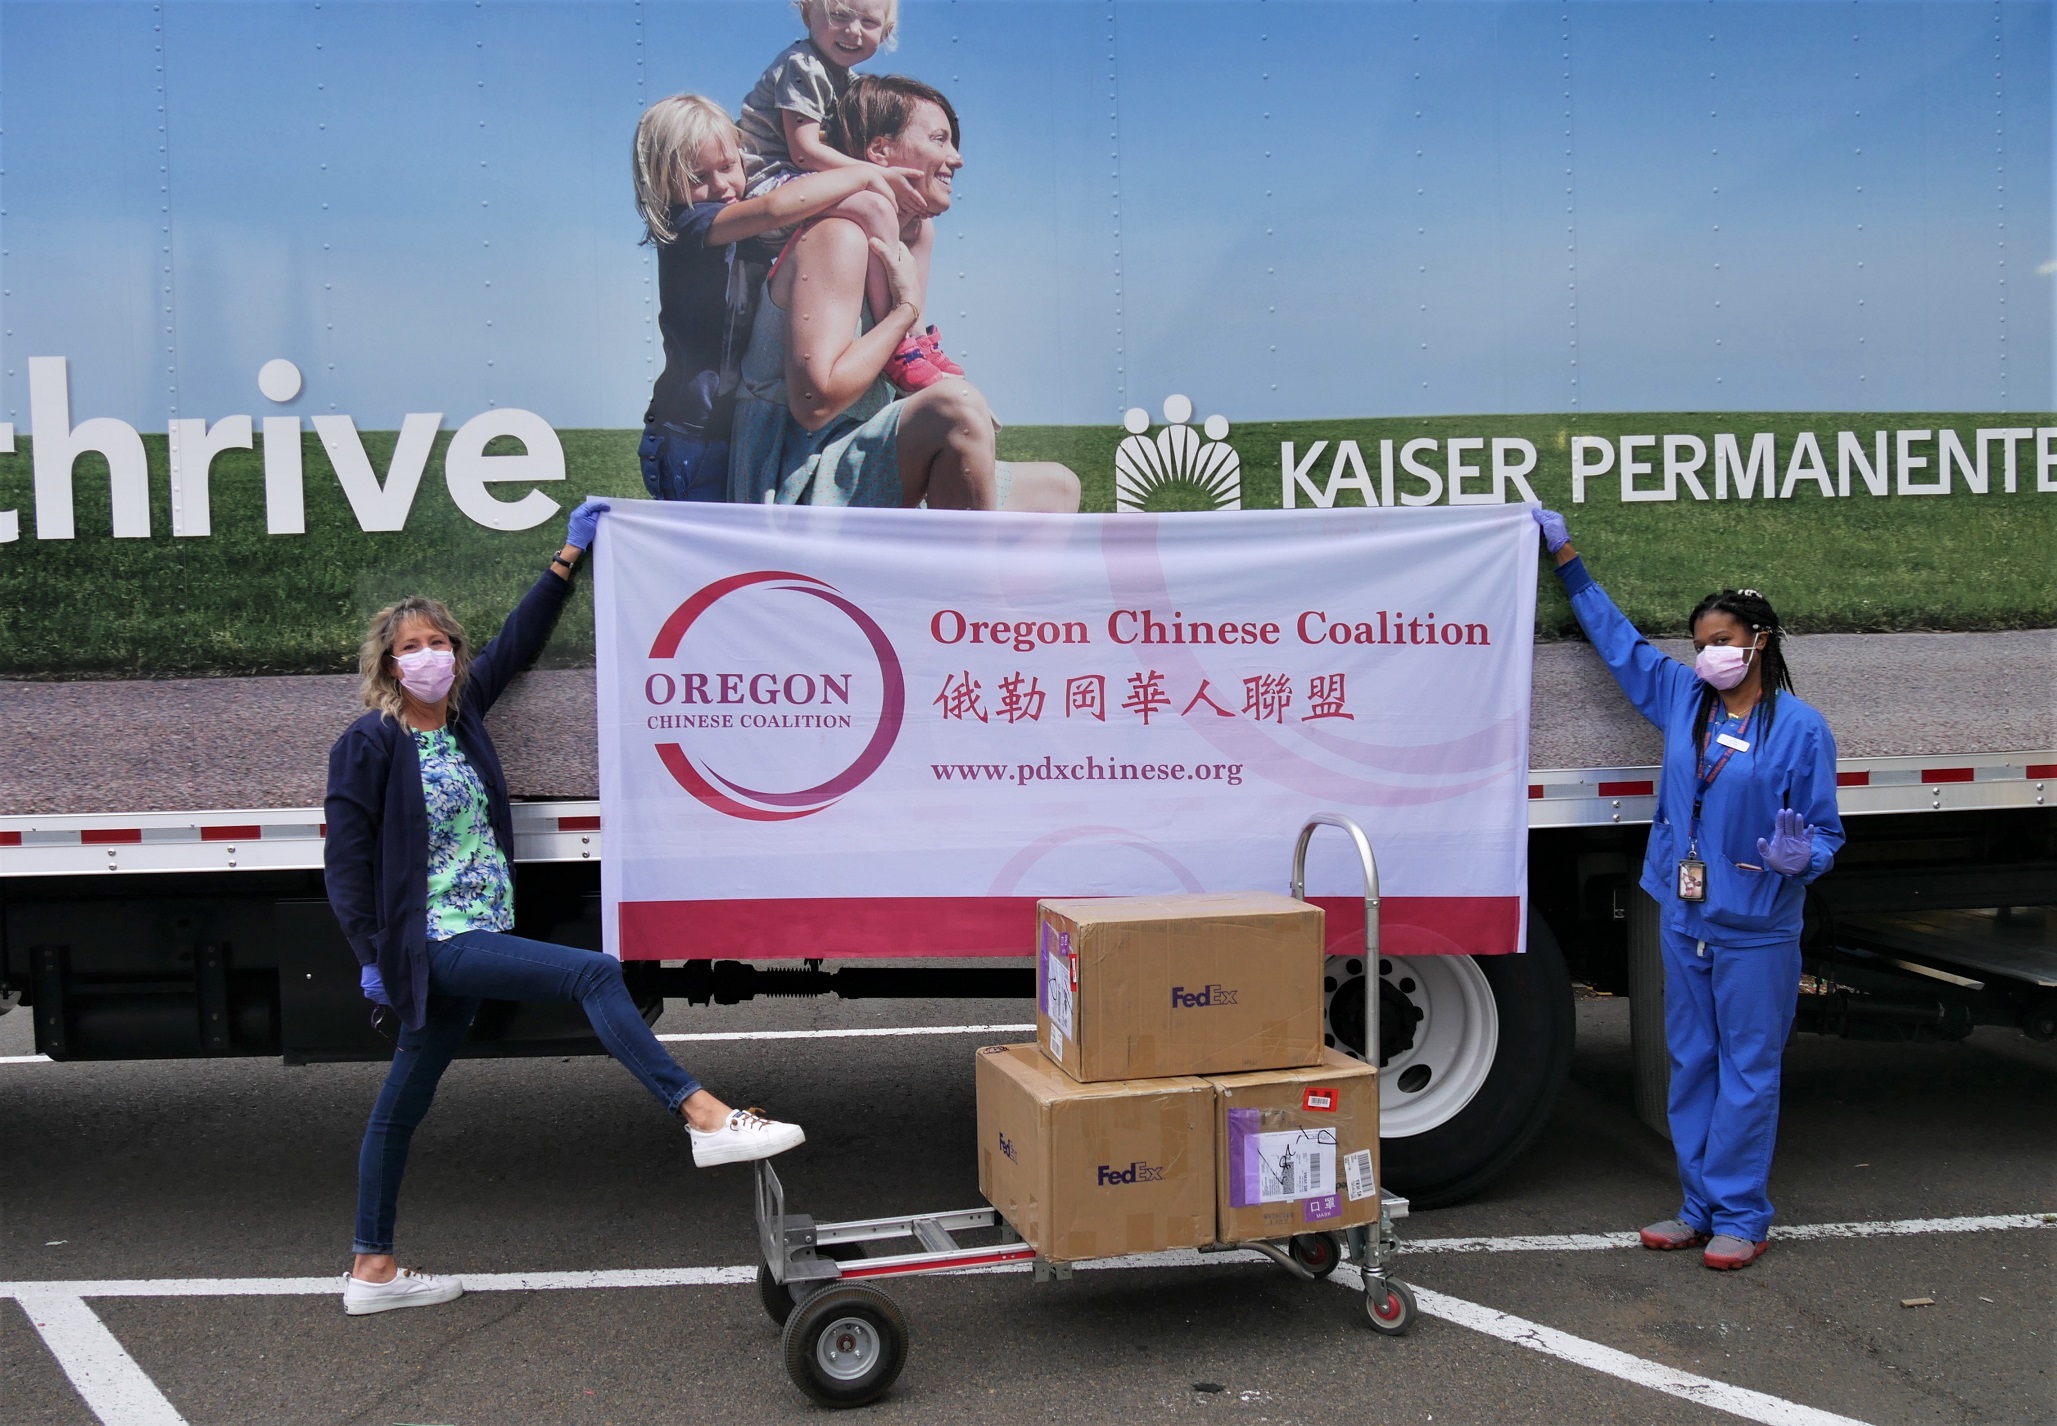 thrive
KAISER PERMANENTE
OREGON
CHINESE COALITION
Oregon Chinese Coalition
俄勒岡華人聯盟
www.pdxchinese.org
FedEx
FedEx
FedEx
口罩
MASK